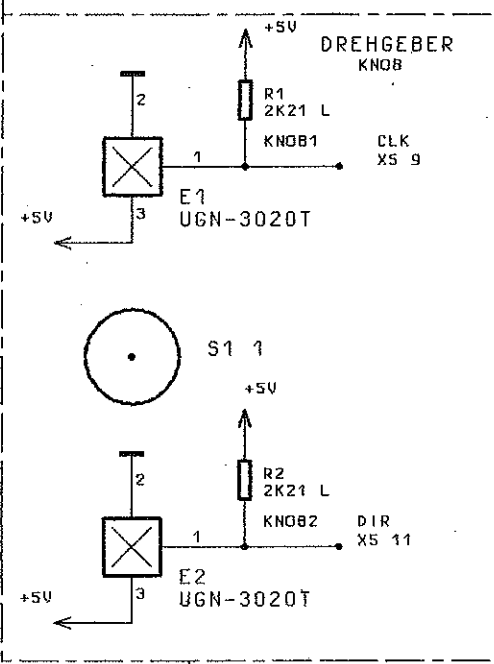 +5V
DREHGEBER
KNOB
2
R1
2K21 L
KNOB1
CLK
X5 9
1
E1
UGN-3020T
3
+5V
S1 1
+5V
2
R2
2K21 L
KNOB2
DIR
X5 11
1
E2
UGN-3020T
3
+5V